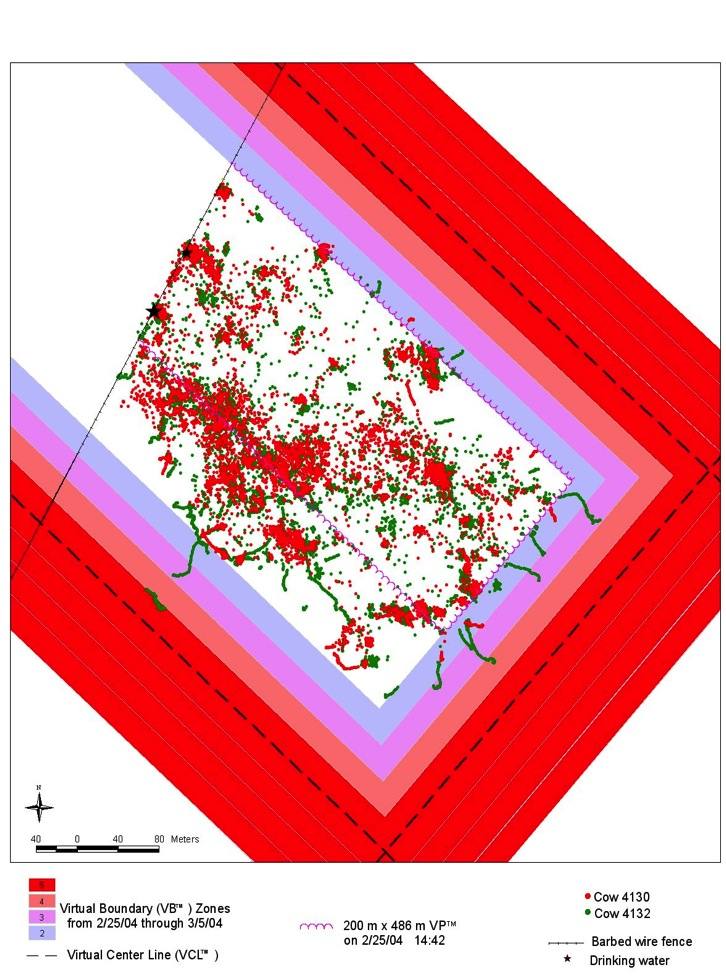 N
40 0 40 80 Meters
5
4
3
2
Virtual Boundary (VB™ ) Zones
from 2/25/04 through 3/5/04
Virtual Center Line (VCL™ )
200 m x 486 m VP™
on 2/25/04 14:42
Cow 4130
Cow 4132
Barbed wire fence
Drinking water